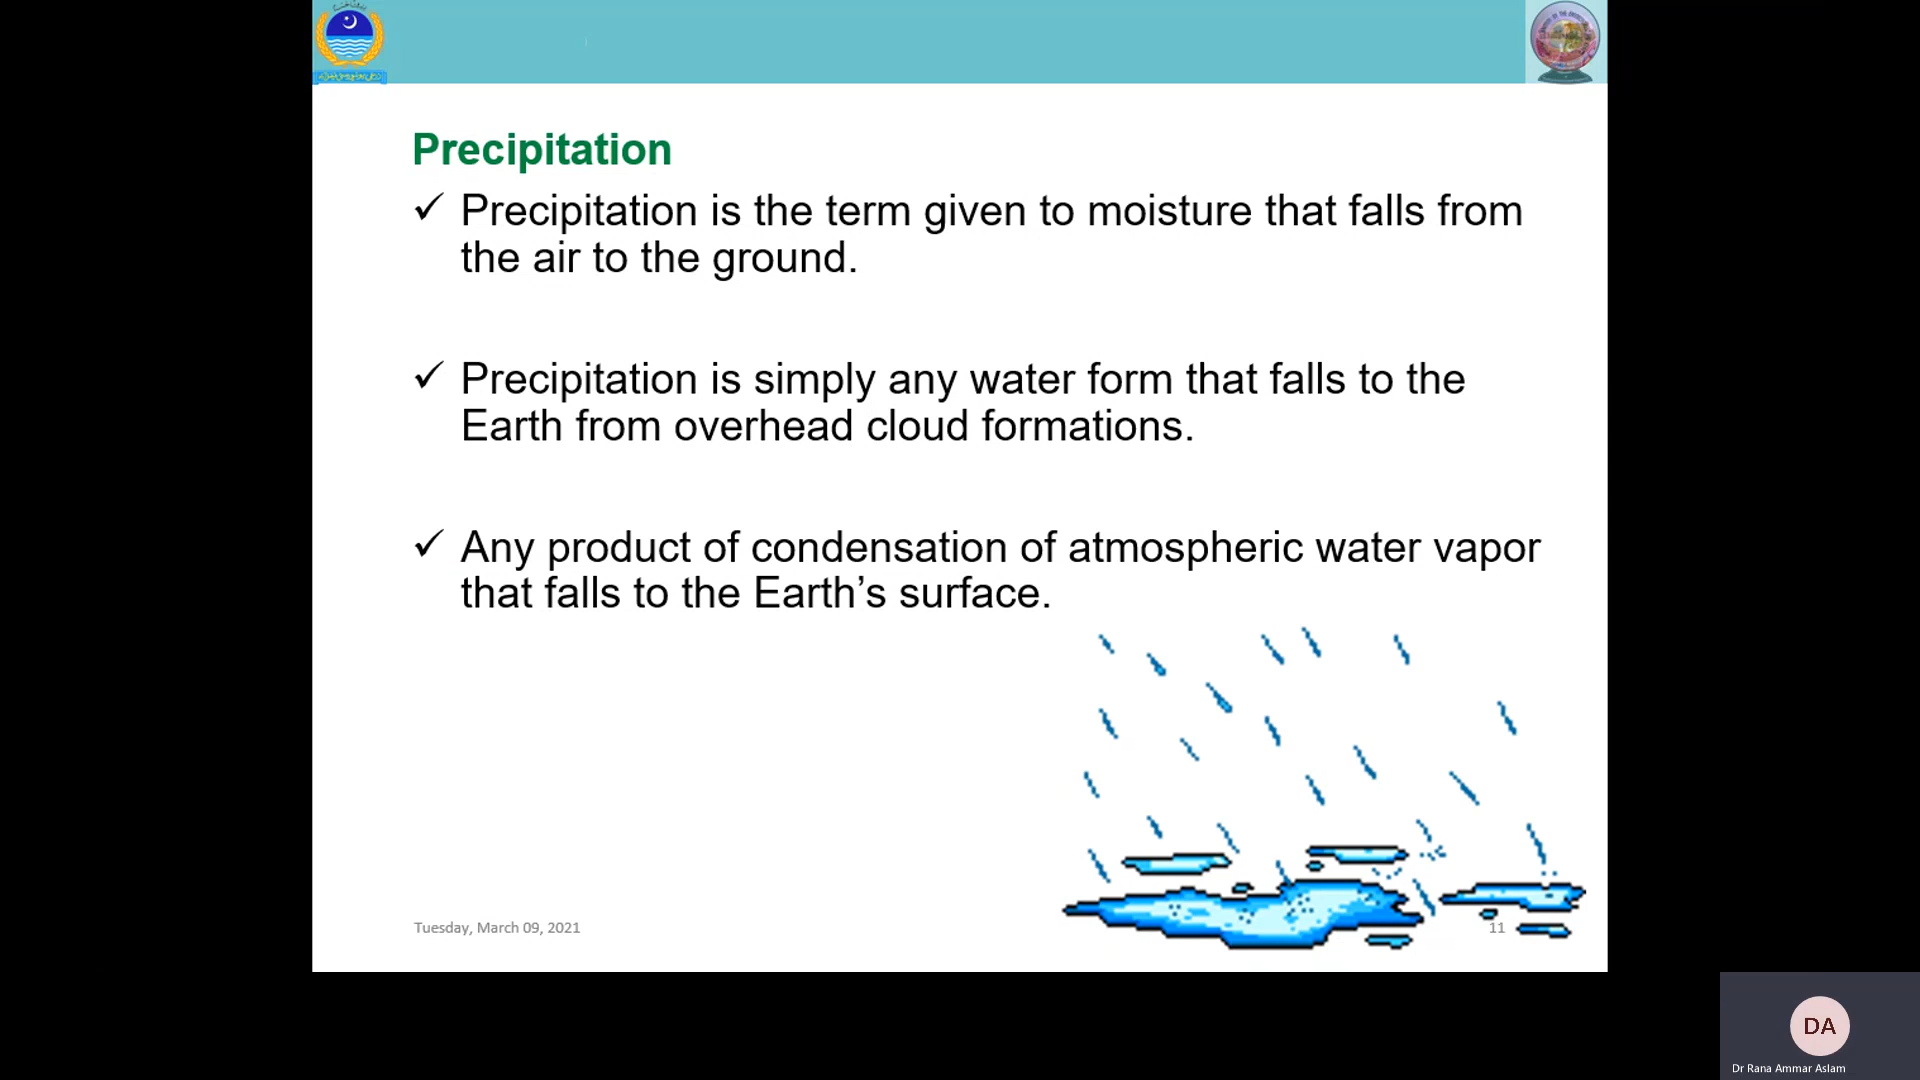 Precipitation
✓ Precipitation is the term given to moisture that falls from
the air to the ground.
✓ Precipitation is simply any water form that falls to the
Earth from overhead cloud formations.
✓ Any product of condensation of atmospheric water vapor
that falls to the Earth’s surface.
Tuesday, March 09, 2021
11
DA
Dr Rana Ammar Aslam